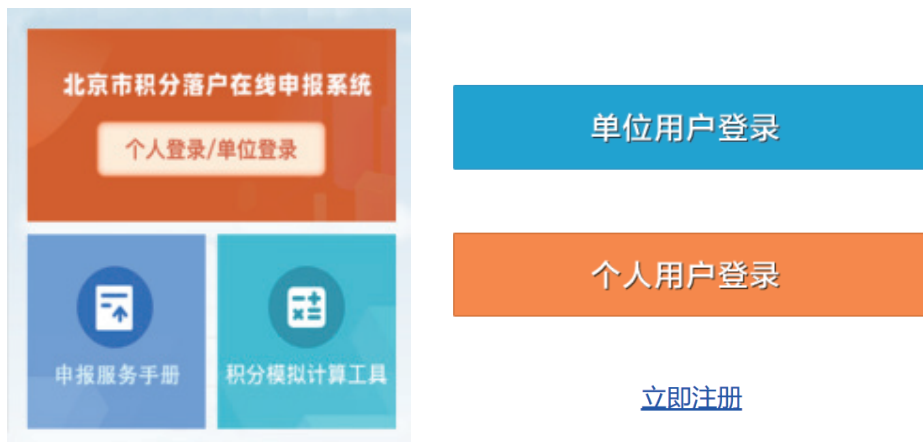 北京市积分落户在线申报系统
个人登录/单位登录
申报服务手册
积分模拟计算工具
单位用户登录
个人用户登录
立即注册